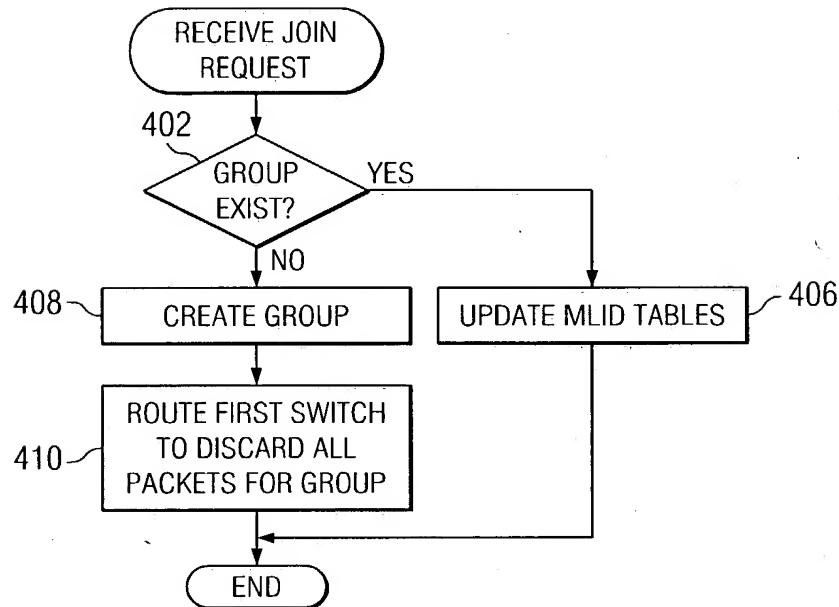 RECEIVE JOIN
REQUEST
402
GROUP
EXIST?
YES
NO
408
CREATE GROUP
UPDATE MLID TABLES
406
410
ROUTE FIRST SWITCH
TO DISCARD ALL
PACKETS FOR GROUP
END